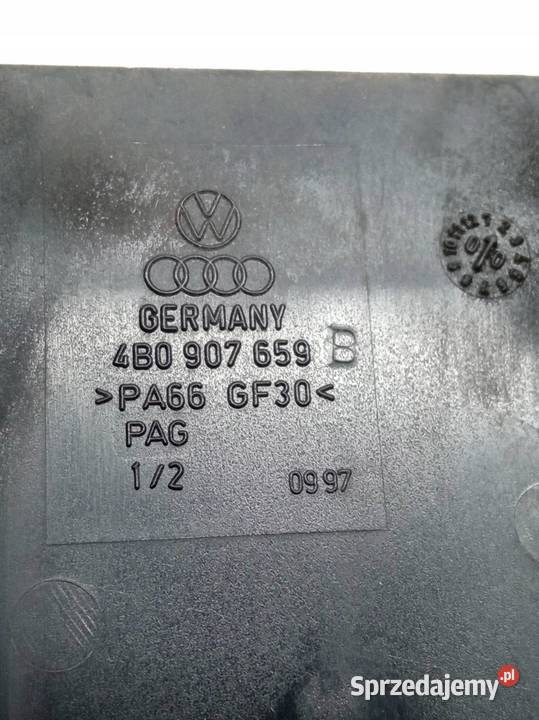 GERMANY
4B0 907 659 B
>PA66 GF30<
PAG
1/2 09 97
Sprzedajemy.pl